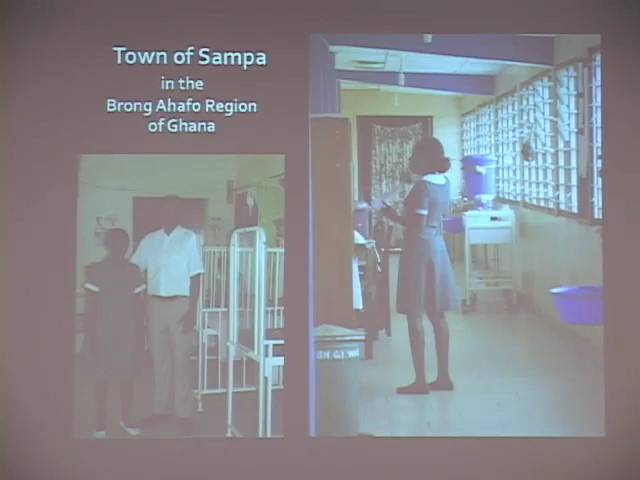 Town of Sampa
in the
Brong Ahafo Region
of Ghana